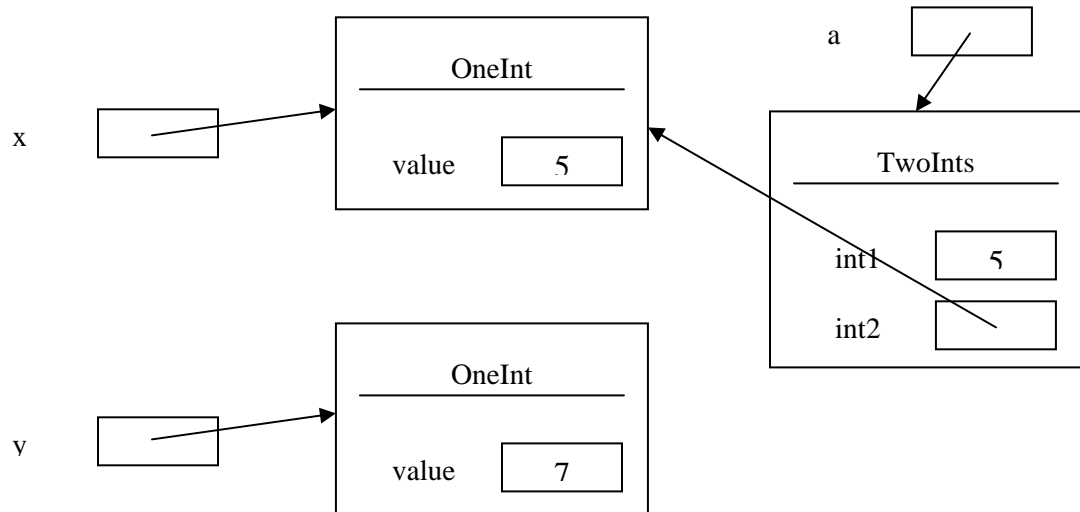 a
OneInt
x
value 5
TwoInts
int1 5
int2
OneInt
y
value 7